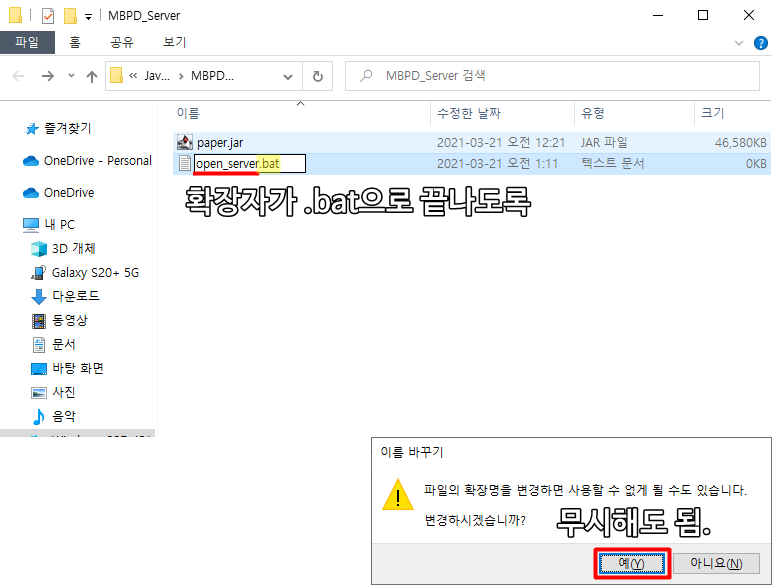 MBPD_Server
파일 홈 공유 보기
« Jav... › MBPD... MBPD_Server 검색
이름 수정한 날짜 유형 크기
즐겨찾기
OneDrive - Personal
OneDrive
내 PC
3D 개체
Galaxy S20+ 5G
다운로드
동영상
문서
바탕 화면
사진
음악
paper.jar 2021-03-21 오전 12:21 JAR 파일 46,580KB
open_server.bat 2021-03-21 오전 1:11 텍스트 문서 0KB
확장자가 .bat으로 끝나도록
이름 바꾸기
파일의 확장명을 변경하면 사용할 수 없게 될 수도 있습니다.
변경하시겠습니까?
무시해도 됨.
예(Y) 아니요(N)